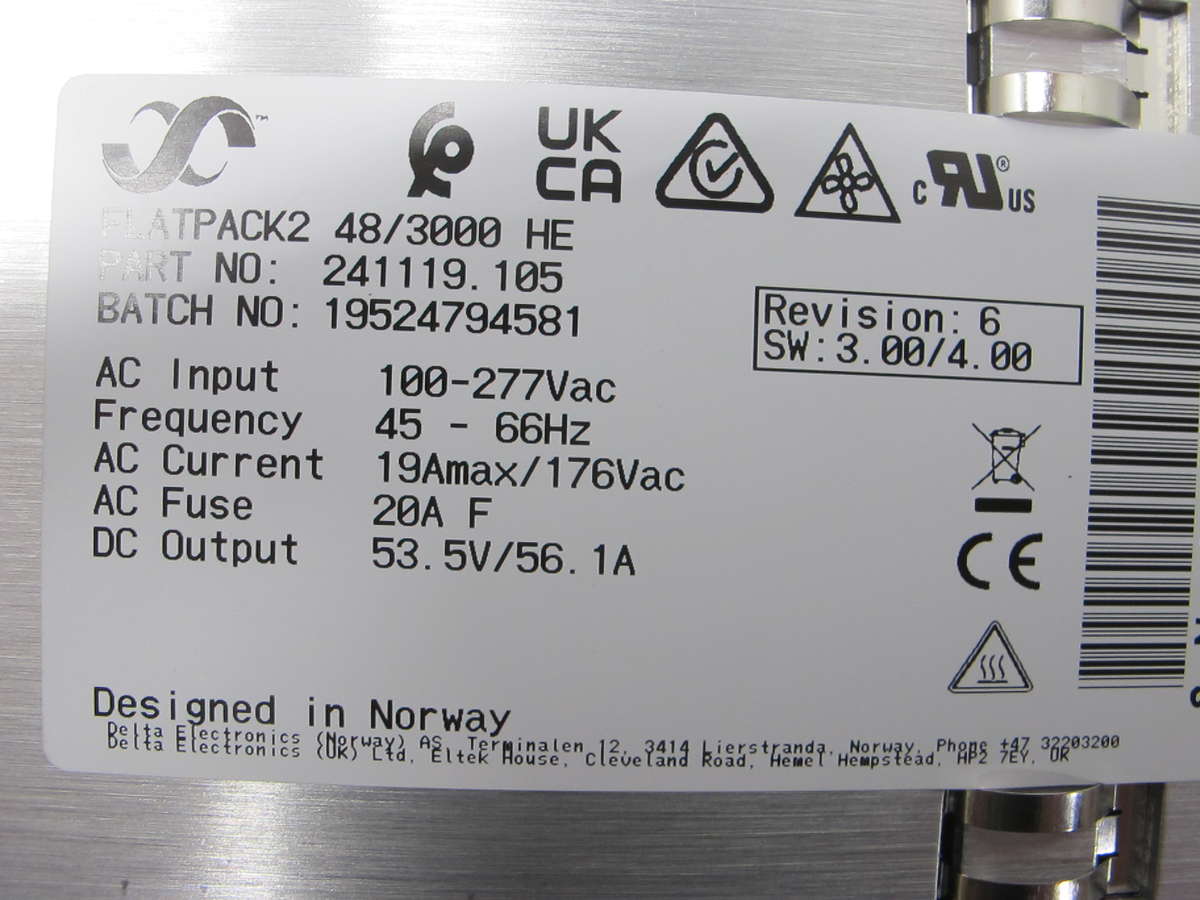 ™
UK
CA
c RU® US
FLATPACK2 48/3000 HE
PART NO: 241119.105
BATCH NO: 19524794581
Revision: 6
SW:3.00/4.00
AC Input 100-277Vac
Frequency 45 - 66Hz
AC Current 19Amax/176Vac
AC Fuse 20A F
DC Output 53.5V/56.1A
CE
Designed in Norway
Delta Electronics (Norway) AS, Terminalen 12, 3414 Lierstranda, Norway, Phone +47 32203200
Delta Electronics (UK) Ltd, Eltek House, Cleveland Road, Hemel Hempstead, HP2 7EY, UK